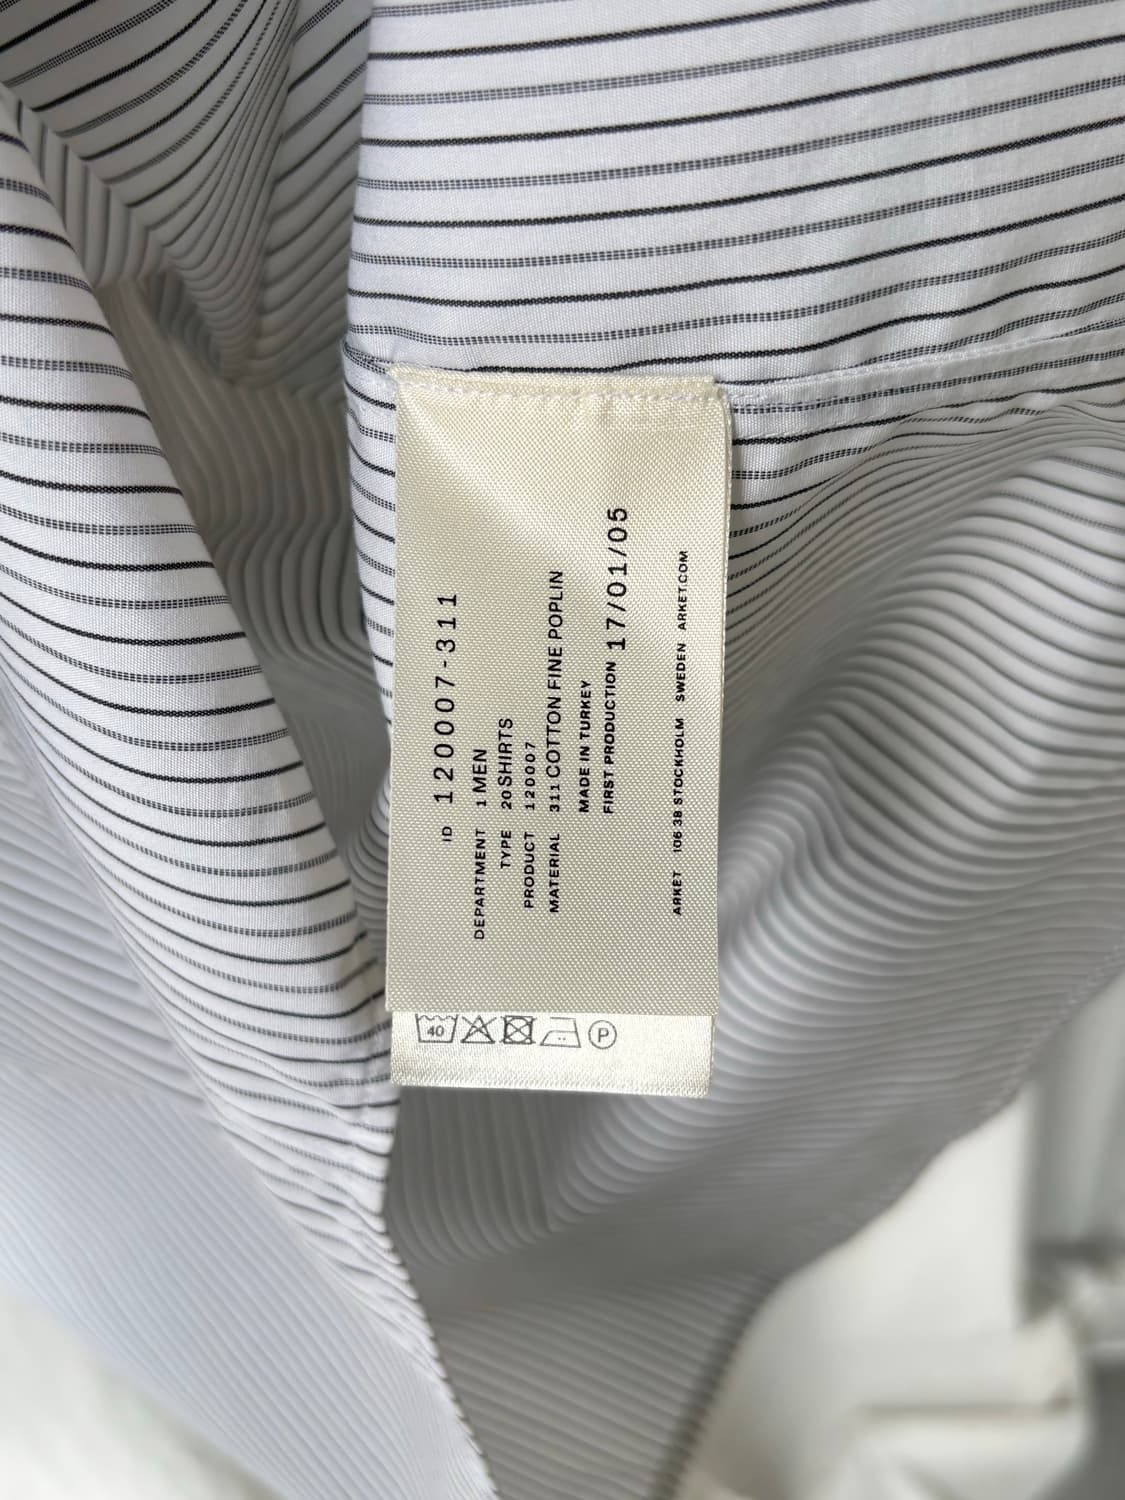 ID 120007-311
DEPARTMENT 1 MEN
TYPE 20 SHIRTS
PRODUCT 120007
MATERIAL 311 COTTON FINE POPLIN
MADE IN TURKEY
FIRST PRODUCTION 17/01/05
ARKET 106 38 STOCKHOLM SWEDEN ARKET.COM
40 P